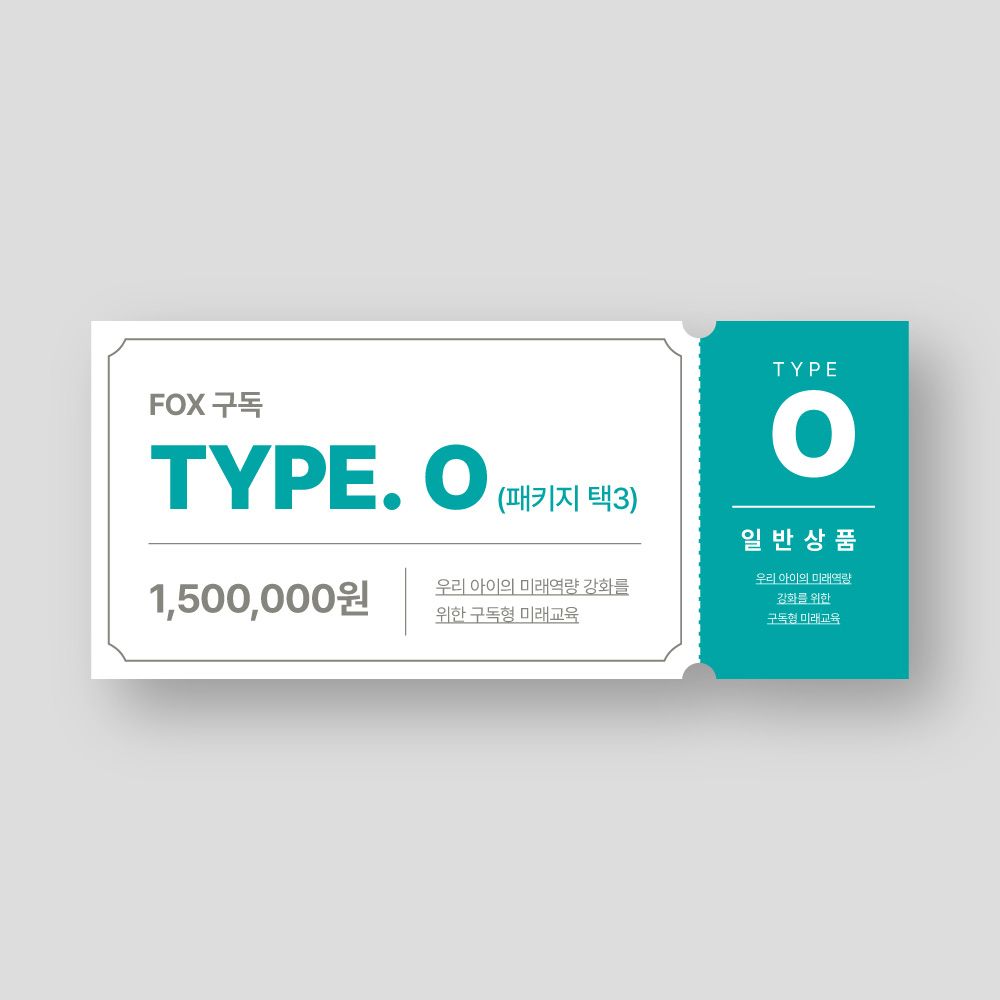 FOX 구독
TYPE. O (패키지 택3)
1,500,000원
우리 아이의 미래역량 강화를
위한 구독형 미래교육
TYPE
O
일반상품
우리 아이의 미래역량
강화를 위한
구독형 미래교육